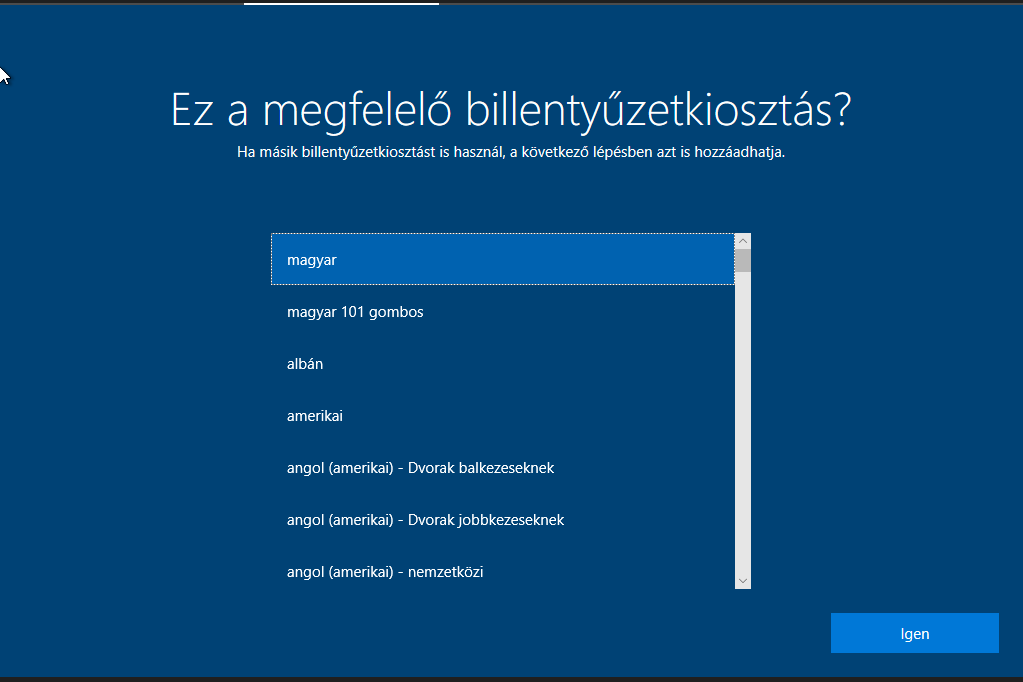 Ez a megfelelő billentyűzetkiosztás?
Ha másik billentyűzetkiosztást is használ, a következő lépésben azt is hozzáadhatja.
magyar
magyar 101 gombos
albán
amerikai
angol (amerikai) - Dvorak balkezeseknek
angol (amerikai) - Dvorak jobbkezeseknek
angol (amerikai) - nemzetközi
Igen